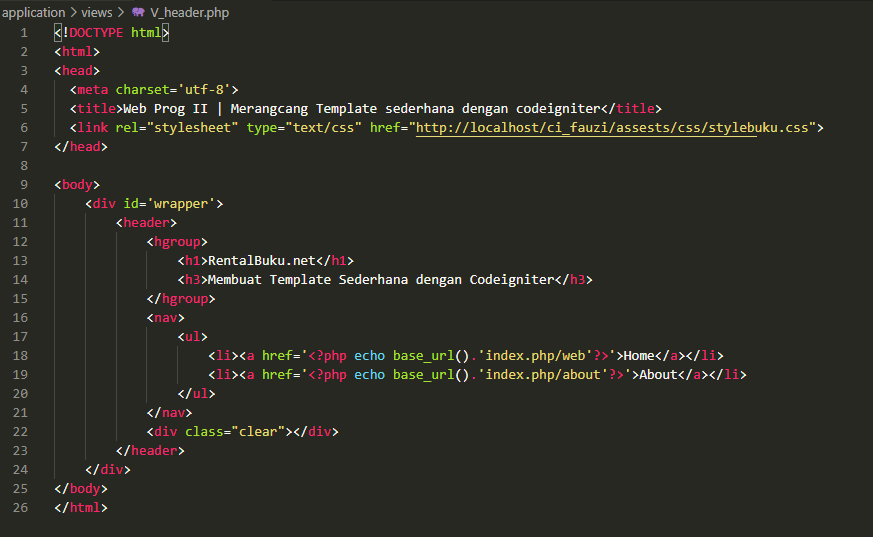 application > views > V_header.php
1 <!DOCTYPE html>
2 <html>
3 <head>
4 <meta charset='utf-8'>
5 <title>Web Prog II | Merangcang Template sederhana dengan codeigniter</title>
6 <link rel="stylesheet" type="text/css" href="http://localhost/ci_fauzi/assests/css/stylebuku.css">
7 </head>
8
9 <body>
10 <div id='wrapper'>
11 <header>
12 <hgroup>
13 <h1>RentalBuku.net</h1>
14 <h3>Membuat Template Sederhana dengan Codeigniter</h3>
15 </hgroup>
16 <nav>
17 <ul>
18 <li><a href='<?php echo base_url().'index.php/web'?>'>Home</a></li>
19 <li><a href='<?php echo base_url().'index.php/about'?>'>About</a></li>
20 </ul>
21 </nav>
22 <div class="clear"></div>
23 </header>
24 </div>
25 </body>
26 </html>